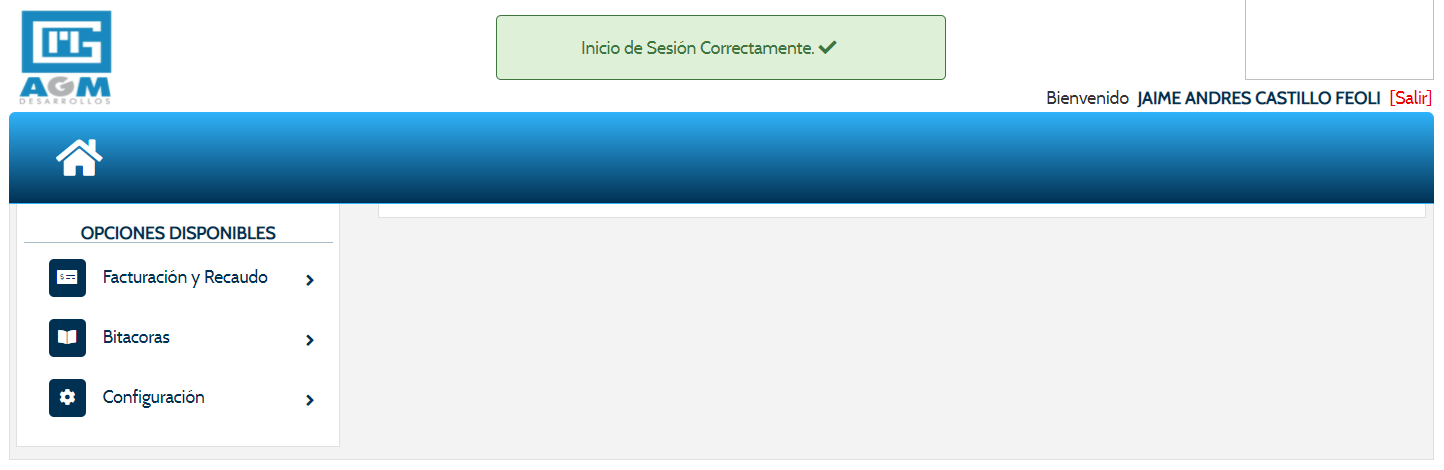 AGM
DESARROLLOS
Inicio de Sesión Correctamente.
Bienvenido JAIME ANDRES CASTILLO FEOLI [Salir]
OPCIONES DISPONIBLES
Facturación y Recaudo
Bitacoras
Configuración